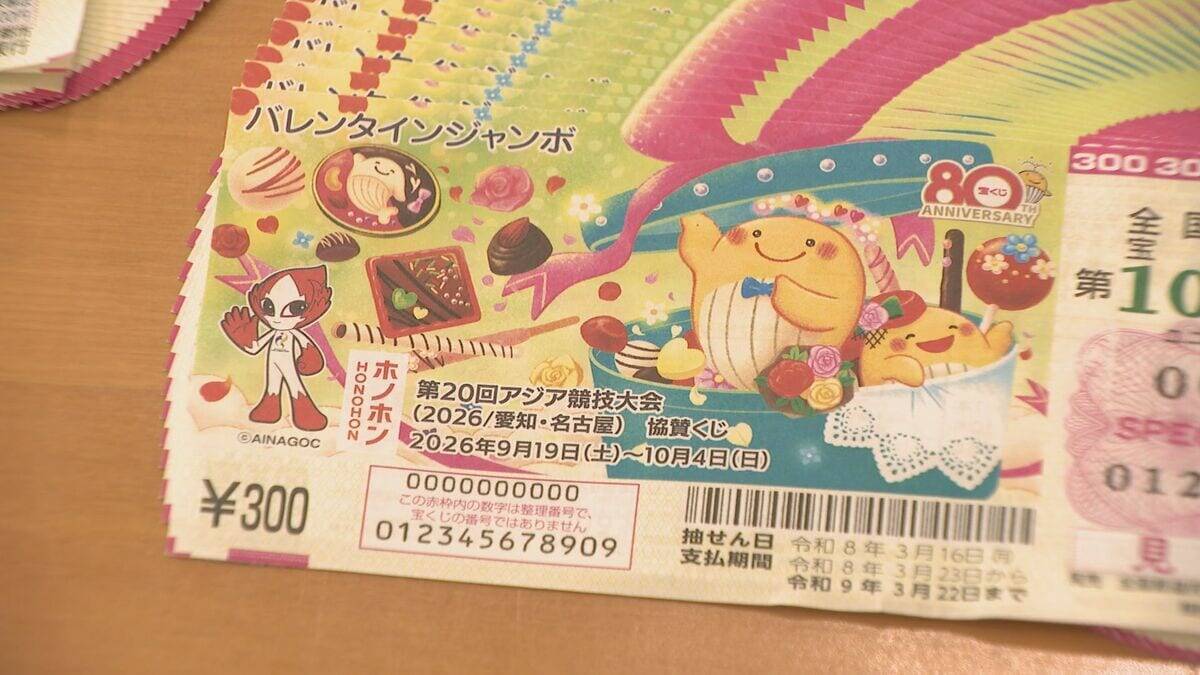 バレンタインジャンボ
80
宝くじ
TH
ANNIVERSARY
300 30
全国
宝
第10
ホノホン
HONOHON
©AINAGOC
第20回アジア競技大会
(2026/愛知・名古屋) 協賛くじ
2026年9月19日(土)~10月4日(日)
¥300
0000000000
この赤枠内の数字は整理番号で、
宝くじの番号ではありません
012345678909
抽せん日 令和8年3月16日(月)
支払期間 令和8年3月23日から
令和9年3月22日まで
SPE
012
見